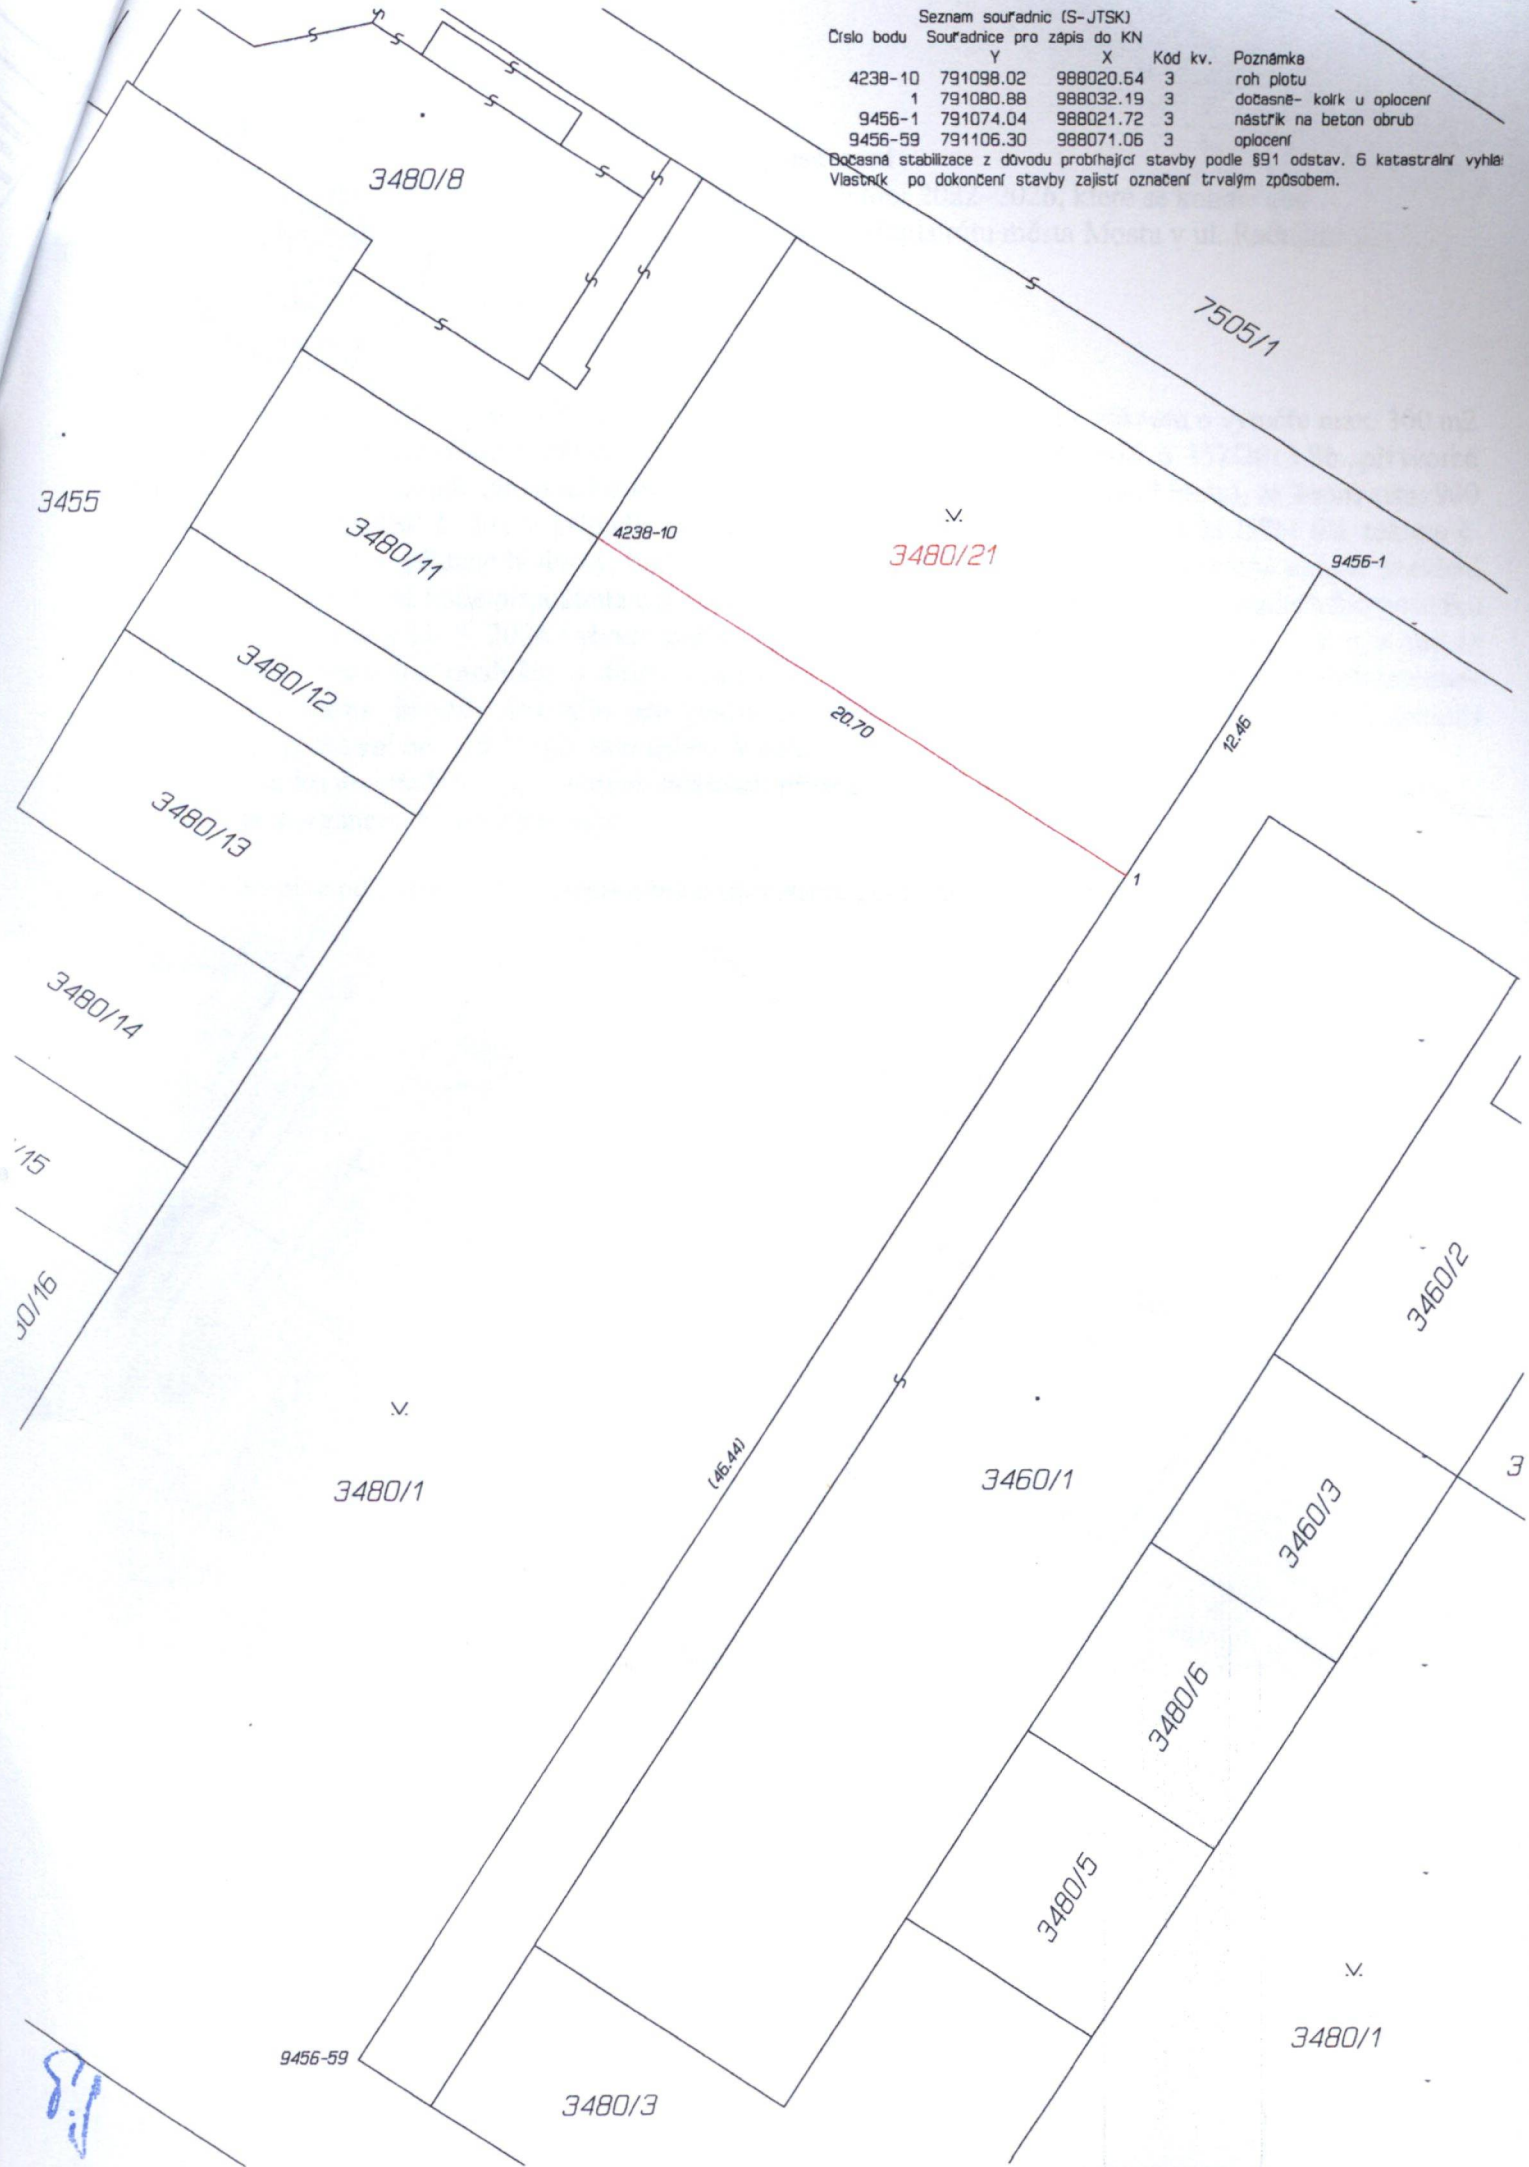 Seznam souřadnic (S-JTSK)
Číslo bodu Souřadnice pro zápis do KN
Y X Kód kv. Poznámka
4238-10 791098.02 988020.64 3 roh plotu
1 791080.88 988032.19 3 dočasně- kolík u oplocení
9456-1 791074.04 988021.72 3 nástřik na beton obrub
9456-59 791106.30 988071.06 3 oplocení
Dočasná stabilizace z důvodu probíhající stavby podle §91 odstav. 6 katastrální vyhlá
Vlastník po dokončení stavby zajistí označení trvalým způsobem.
3480/8
7505/1
3455
3480/11
4238-10
3480/21
9456-1
3480/12
20.70
12.46
3480/13
1
3480/14
/15
3460/2
30/16
3480/1
(46.44)
3460/1
3
3460/3
3480/6
3480/5
9456-59
3480/3
3480/1